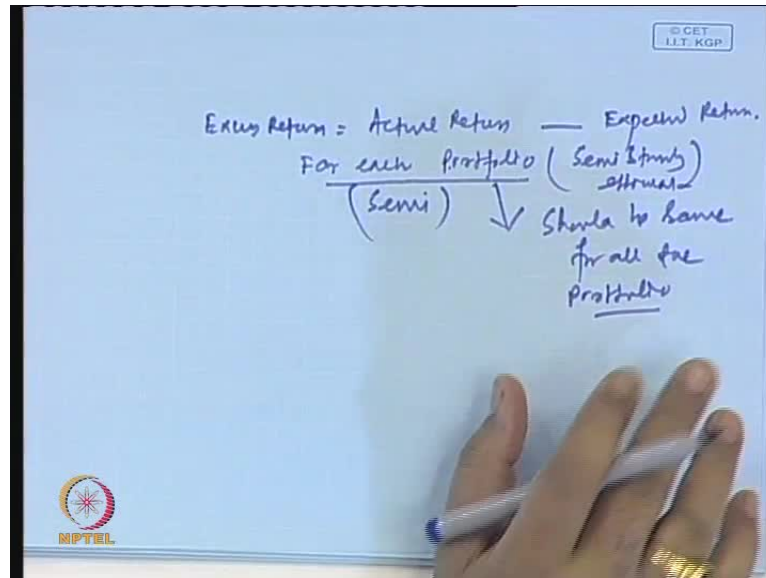 © CET
I.I.T. KGP
Excess Return = Actual Return — Expected Return.
For each Portfolio (Semi Strong
(Semi) Should be same
for all the
Portfolio
NPTEL